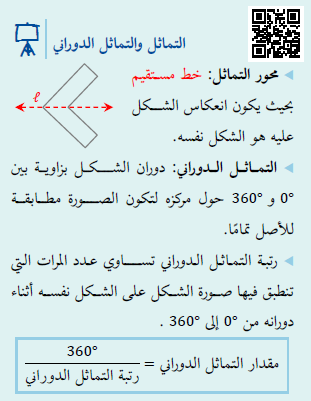 التماثل والتماثل الدوراني
محور التماثل: خط مستقيم
بحيث يكون انعكاس الشكل
عليه هو الشكل نفسه.
ℓ
التماثل الدوراني: دوران الشكل بزاوية بين
0° و 360° حول مركزه لتكون الصورة مطابقة
للأصل تمامًا.
رتبة التماثل الدوراني تساوي عدد المرات التي
تنطبق فيها صورة الشكل على الشكل نفسه أثناء
دورانه من 0° إلى 360° .
مقدار التماثل الدوراني = 360° / رتبة التماثل الدوراني